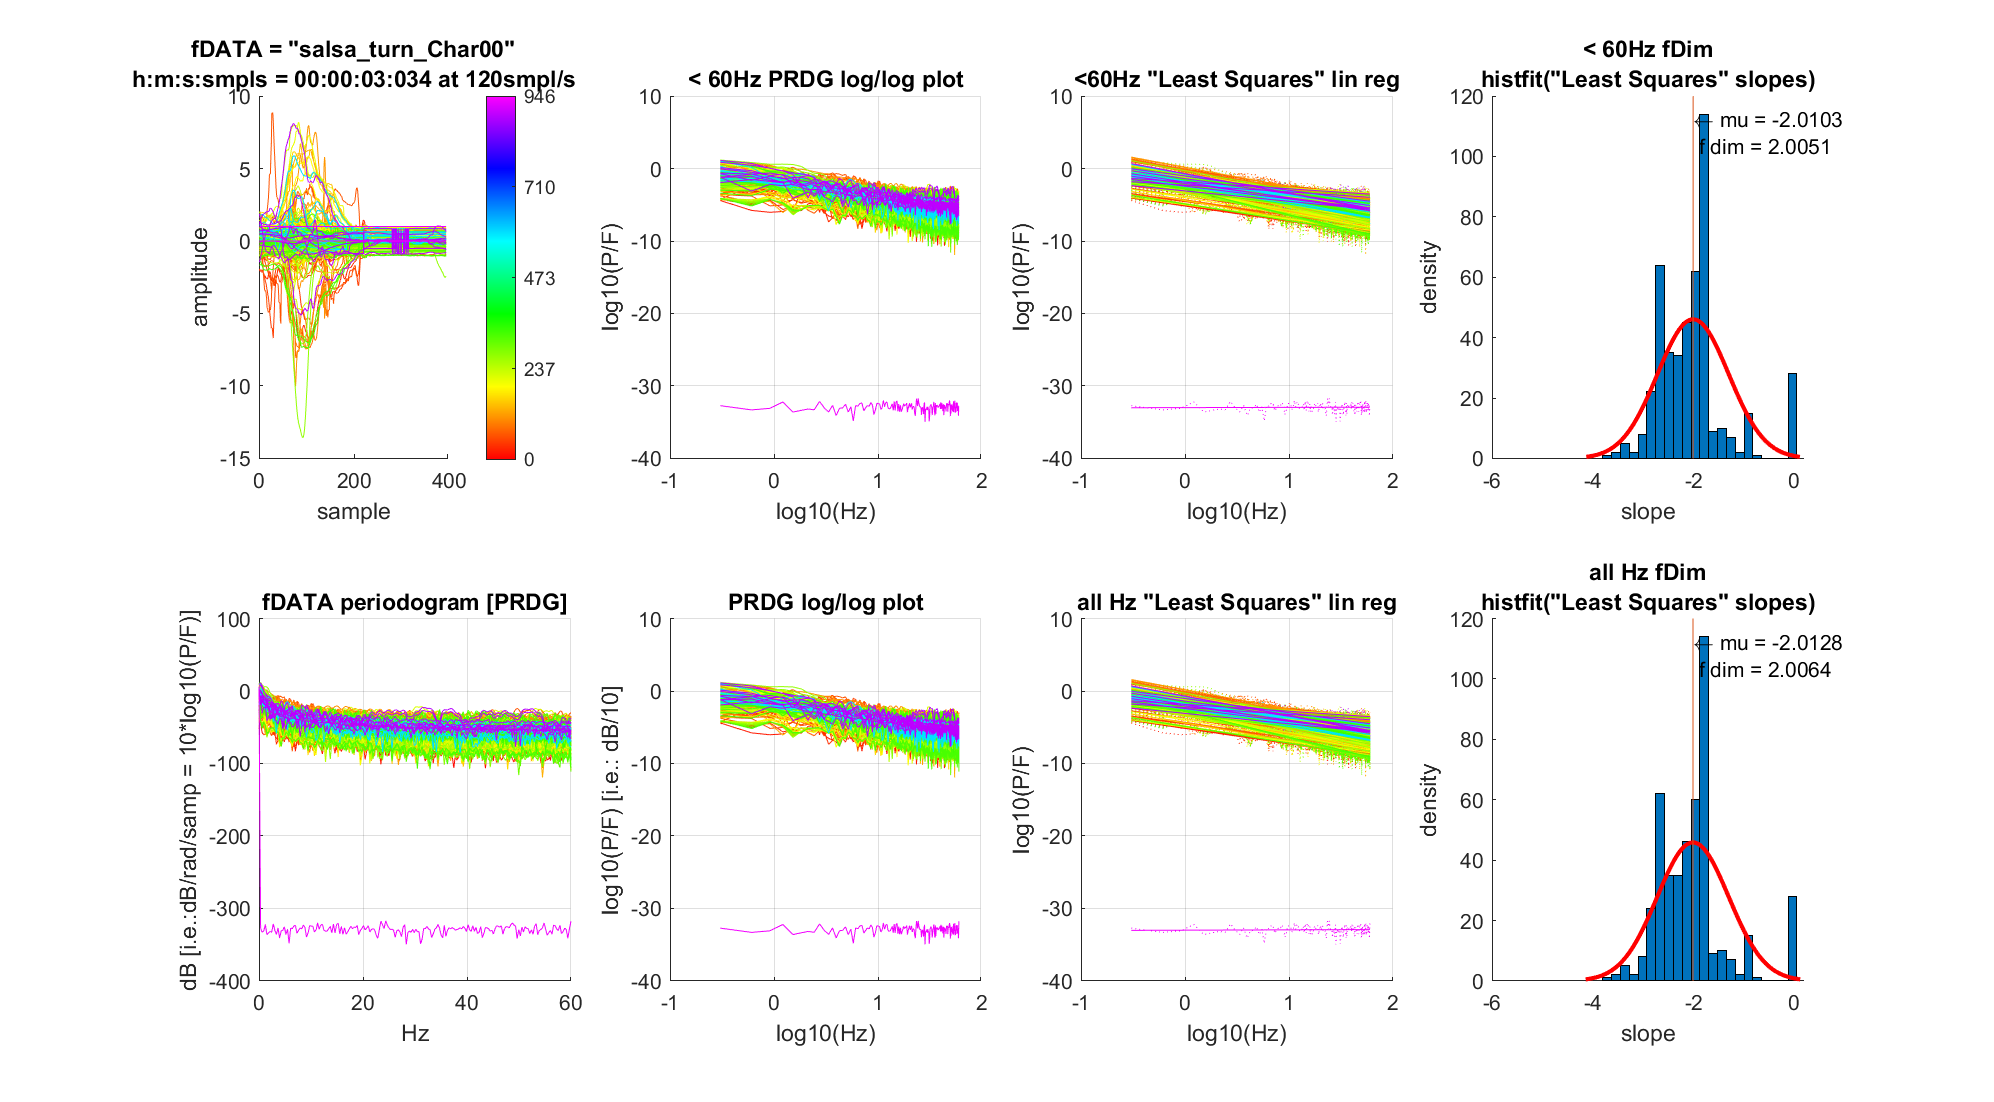 fDATA = "salsa_turn_Char00"
h:m:s:smpls = 00:00:03:034 at 120smpl/s
10
5
0
-5
-10
-15
amplitude
0
200
400
sample
946
710
473
237
0
< 60Hz PRDG log/log plot
10
0
-10
-20
-30
-40
log10(P/F)
-1
0
1
2
log10(Hz)
<60Hz "Least Squares" lin reg
10
0
-10
-20
-30
-40
log10(P/F)
-1
0
1
2
log10(Hz)
< 60Hz fDim
histfit("Least Squares" slopes)
120
100
80
60
40
20
0
density
← mu = -2.0103
f dim = 2.0051
-6
-4
-2
0
slope
fDATA periodogram [PRDG]
100
0
-100
-200
-300
-400
dB [i.e.:dB/rad/samp = 10*log10(P/F)]
0
20
40
60
Hz
PRDG log/log plot
10
0
-10
-20
-30
-40
log10(P/F) [i.e.: dB/10]
-1
0
1
2
log10(Hz)
all Hz "Least Squares" lin reg
10
0
-10
-20
-30
-40
log10(P/F)
-1
0
1
2
log10(Hz)
all Hz fDim
histfit("Least Squares" slopes)
120
100
80
60
40
20
0
density
← mu = -2.0128
f dim = 2.0064
-6
-4
-2
0
slope